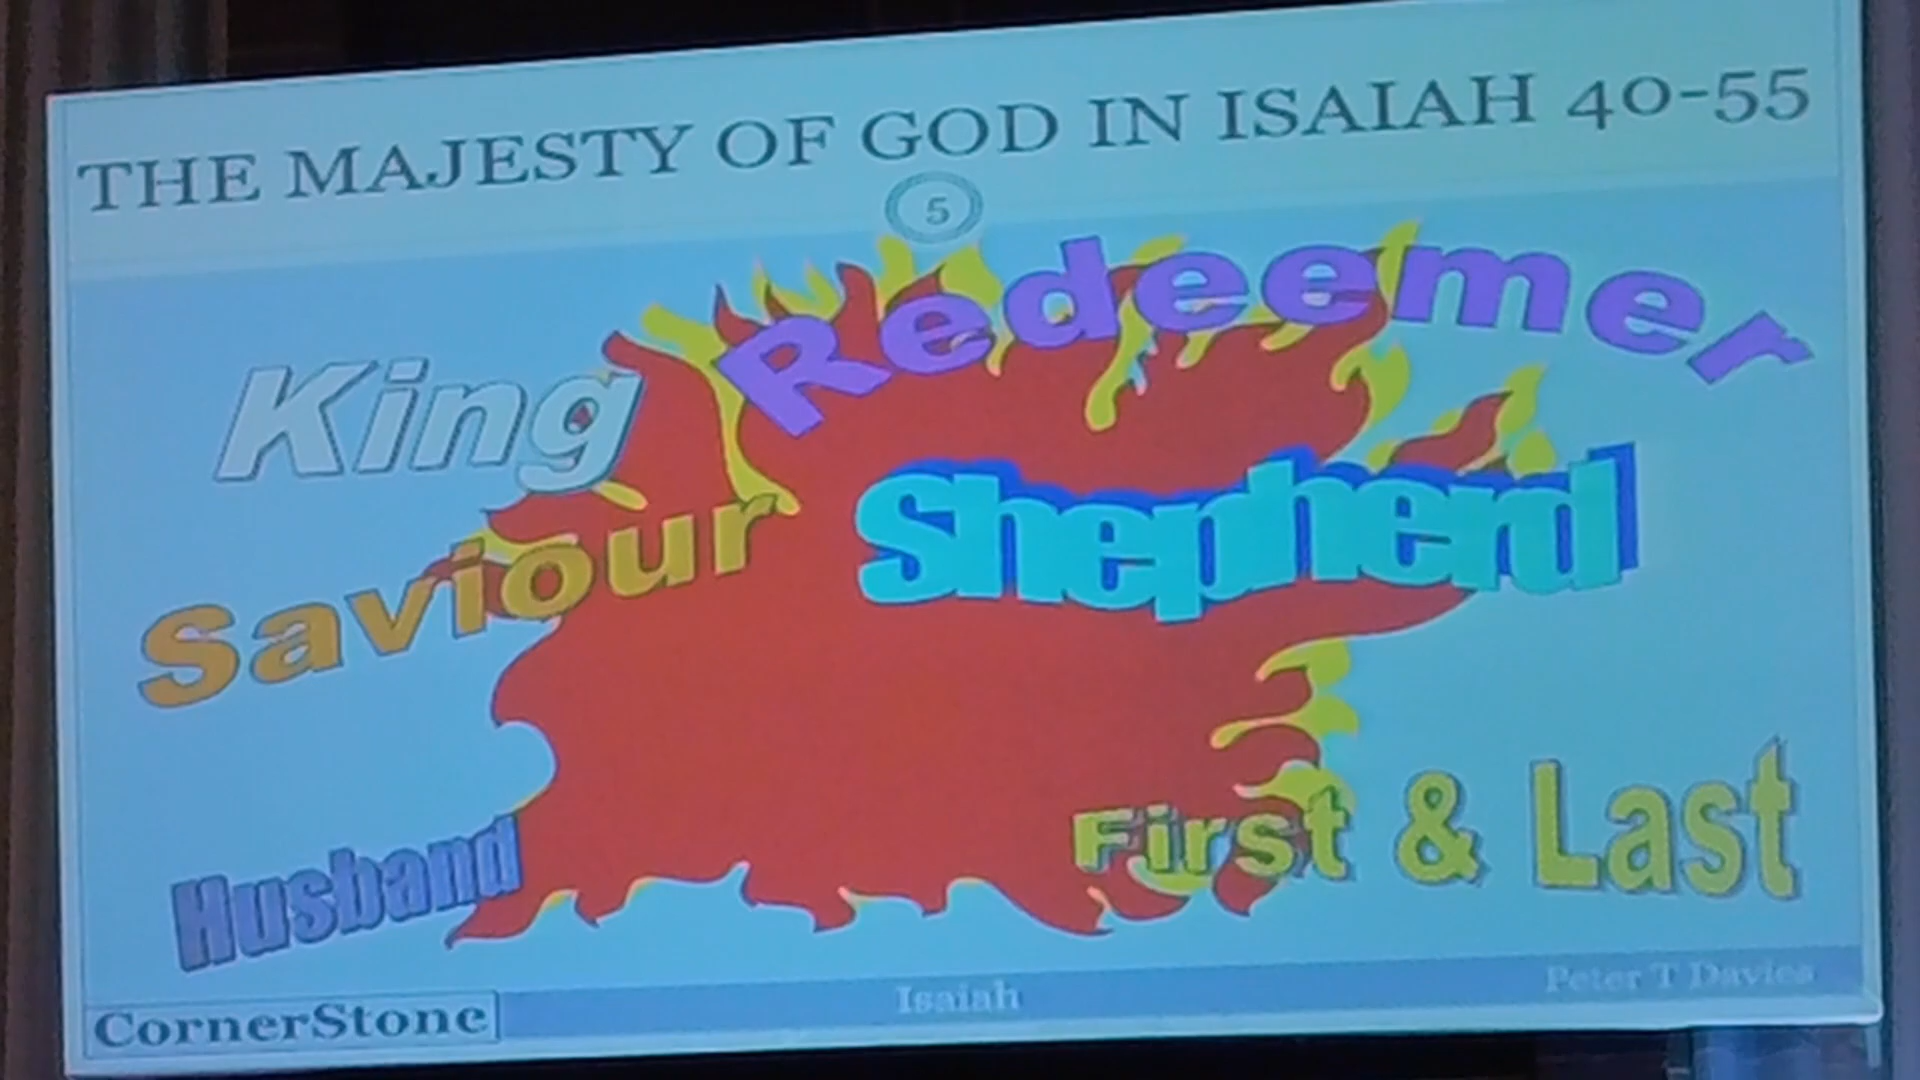 THE MAJESTY OF GOD IN ISAIAH 40-55
5
King
Redeemer
Saviour
Shepherd
Husband
First & Last
CornerStone
Isaiah
Peter T Davies